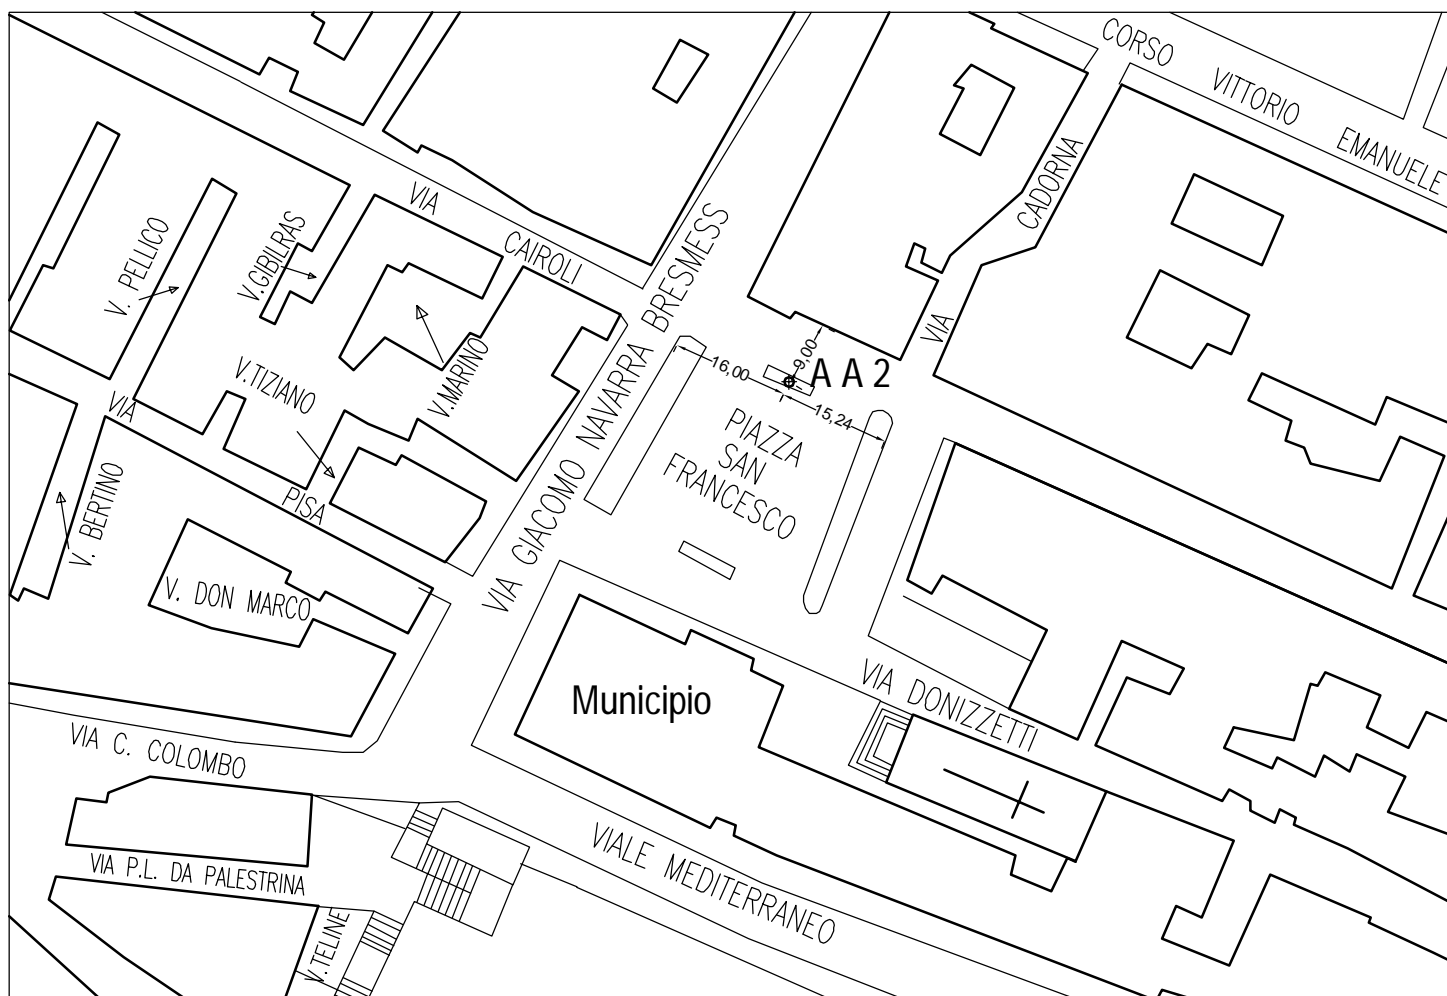 CORSO
VITTORIO
EMANUELE
CADORNA
VIA
VIA
CAIROLI
V. PELLICO
V.GIBILRAS
V.MARINO
V.TIZIANO
VIA
PISA
V. BERTINO
V. DON MARCO
VIA GIACOMO NAVARRA BRESMESS
9,00
16,00
A A 2
15,24
PIAZZA
SAN
FRANCESCO
Municipio
VIA DONIZZETTI
VIA C. COLOMBO
VIALE MEDITERRANEO
VIA P.L. DA PALESTRINA
V.TELINE